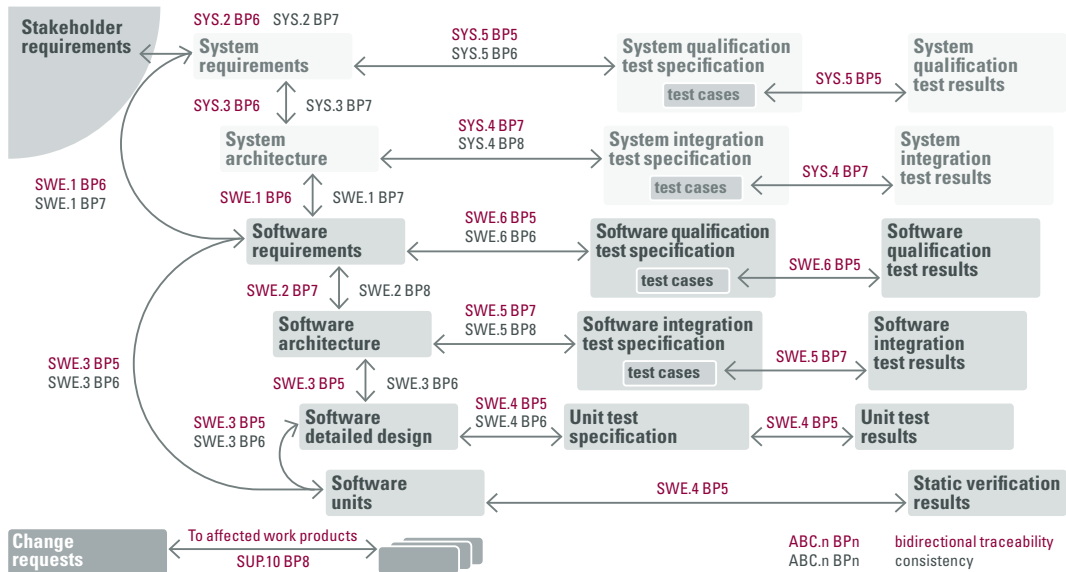 Stakeholder
requirements
SYS.2 BP6 SYS.2 BP7
System
requirements
SYS.5 BP5
SYS.5 BP6
System qualification
test specification
test cases
SYS.5 BP5
System
qualification
test results
SYS.3 BP6 SYS.3 BP7
System
architecture
SYS.4 BP7
SYS.4 BP8
System integration
test specification
test cases
SYS.4 BP7
System
integration
test results
SWE.1 BP6
SWE.1 BP7
SWE.1 BP6 SWE.1 BP7
Software
requirements
SWE.6 BP5
SWE.6 BP6
Software qualification
test specification
test cases
SWE.6 BP5
Software
qualification
test results
SWE.2 BP7 SWE.2 BP8
Software
architecture
SWE.5 BP7
SWE.5 BP8
Software integration
test specification
test cases
SWE.5 BP7
Software
integration
test results
SWE.3 BP5
SWE.3 BP6
SWE.3 BP5 SWE.3 BP6
SWE.3 BP5
SWE.3 BP6
Software
detailed design
SWE.4 BP5
SWE.4 BP6
Unit test
specification
SWE.4 BP5
Unit test
results
Software
units
SWE.4 BP5
Static verification
results
Change
requests
To affected work products
SUP.10 BP8
ABC.n BPn bidirectional traceability
ABC.n BPn consistency